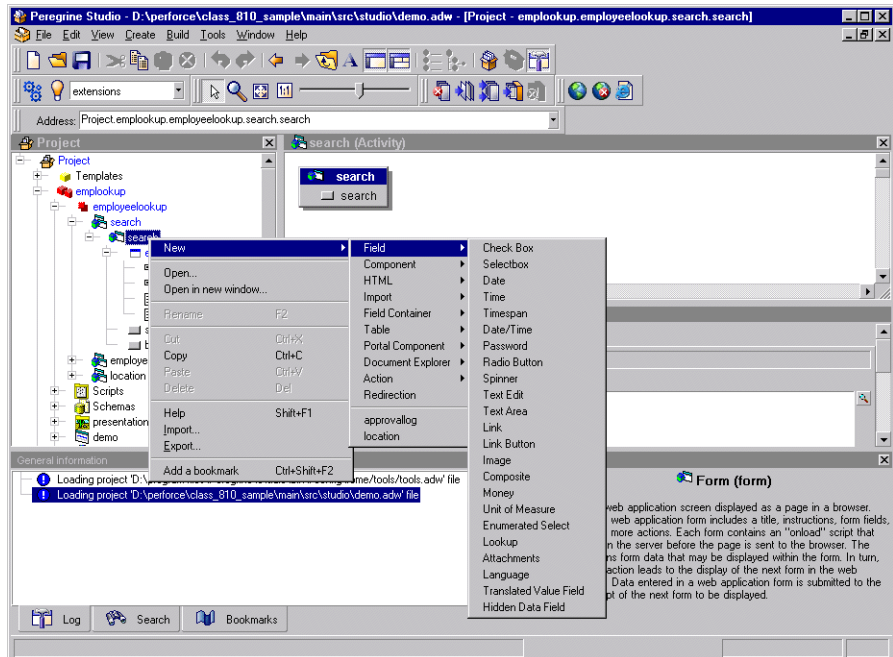 Peregrine Studio - D:\perforce\class_810_sample\main\src\studio\demo.adw - [Project - emplookup.employeelookup.search.search]
File Edit View Create Build Tools Window Help
extensions
Address: Project.emplookup.employeelookup.search.search
Project
search (Activity)
Project
Templates
emplookup
employeelookup
search
search
employe
location
Scripts
Schemas
presentation
demo
search
search
New
Open...
Open in new window...
Rename F2
Cut Ctrl+X
Copy Ctrl+C
Paste Ctrl+V
Delete Del
Help Shift+F1
Import...
Export...
Add a bookmark Ctrl+Shift+F2
Field
Component
HTML
Import
Field Container
Table
Portal Component
Document Explorer
Action
Redirection
approvallog
location
Check Box
Selectbox
Date
Time
Timespan
Date/Time
Password
Radio Button
Spinner
Text Edit
Text Area
Link
Link Button
Image
Composite
Money
Unit of Measure
Enumerated Select
Lookup
Attachments
Language
Translated Value Field
Hidden Data Field
General information
Loading project 'D:\ ome/tools/tools.adw' file
Loading project 'D:\perforce\class_810_sample\main\src\studio\demo.adw' file
Form (form)
web application screen displayed as a page in a browser.
web application form includes a title, instructions, form fields,
more actions. Each form contains an "onload" script that
n the server before the page is sent to the browser. The
ns form data that may be displayed within the form. In turn,
action leads to the display of the next form in the web
Data entered in a web application form is submitted to the
pt of the next form to be displayed.
Log Search Bookmarks